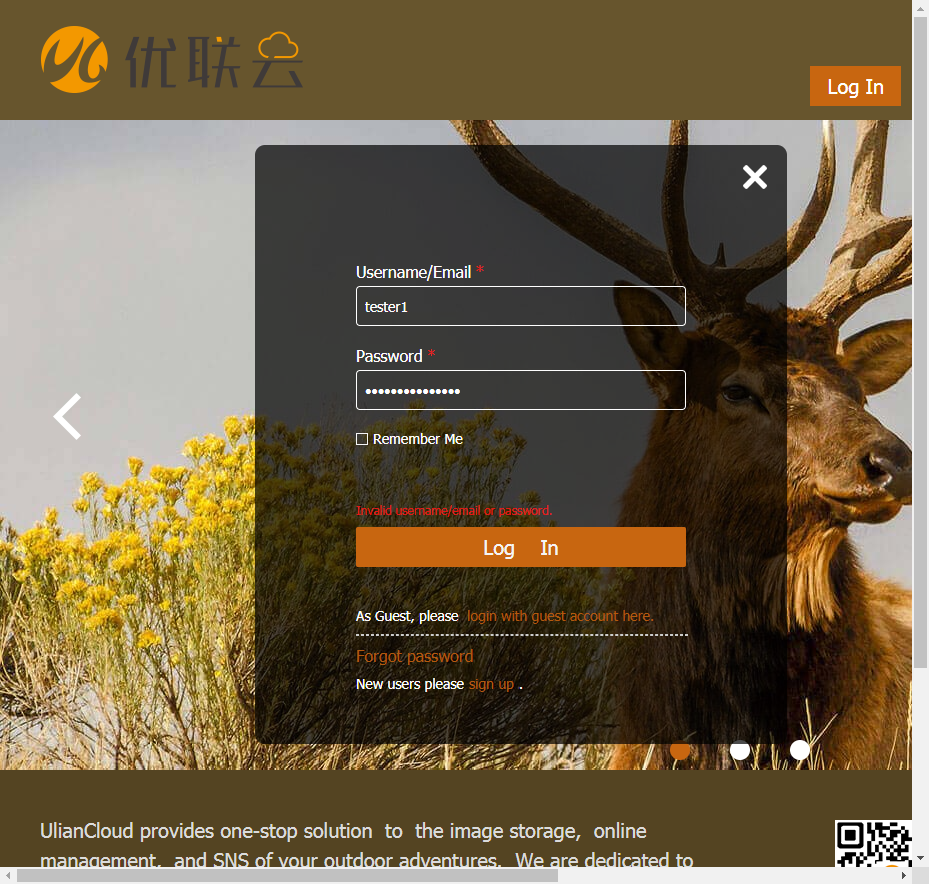 优联云
Log In
Username/Email *
tester1
Password *
Remember Me
Invalid username/email or password.
Log In
As Guest, please login with guest account here.
Forgot password
New users please sign up .
UlianCloud provides one-stop solution to the image storage, online
management, and SNS of your outdoor adventures. We are dedicated to